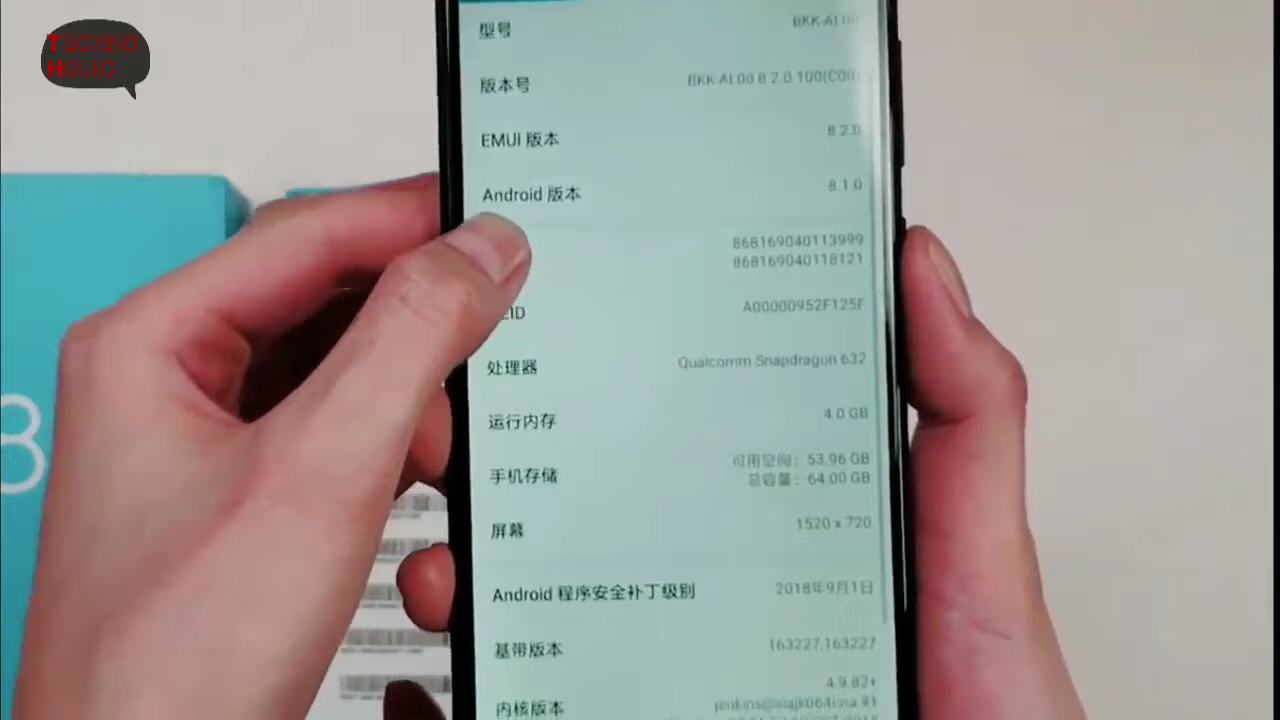 TECHNO
HOLIC
型号 BKK-AL00
版本号 BKK-AL00 8.2.0.100(C00)
EMUI 版本 8.2.0
Android 版本 8.1.0
868169040113999
868169040118121
EID A00000952F125F
处理器 Qualcomm Snapdragon 632
运行内存 4.0 GB
手机存储 可用空间：53.96 GB
总容量：64.00 GB
屏幕 1520 x 720
Android 程序安全补丁级别 2018年9月1日
基带版本 163227,163227
内核版本 4.9.82+
8